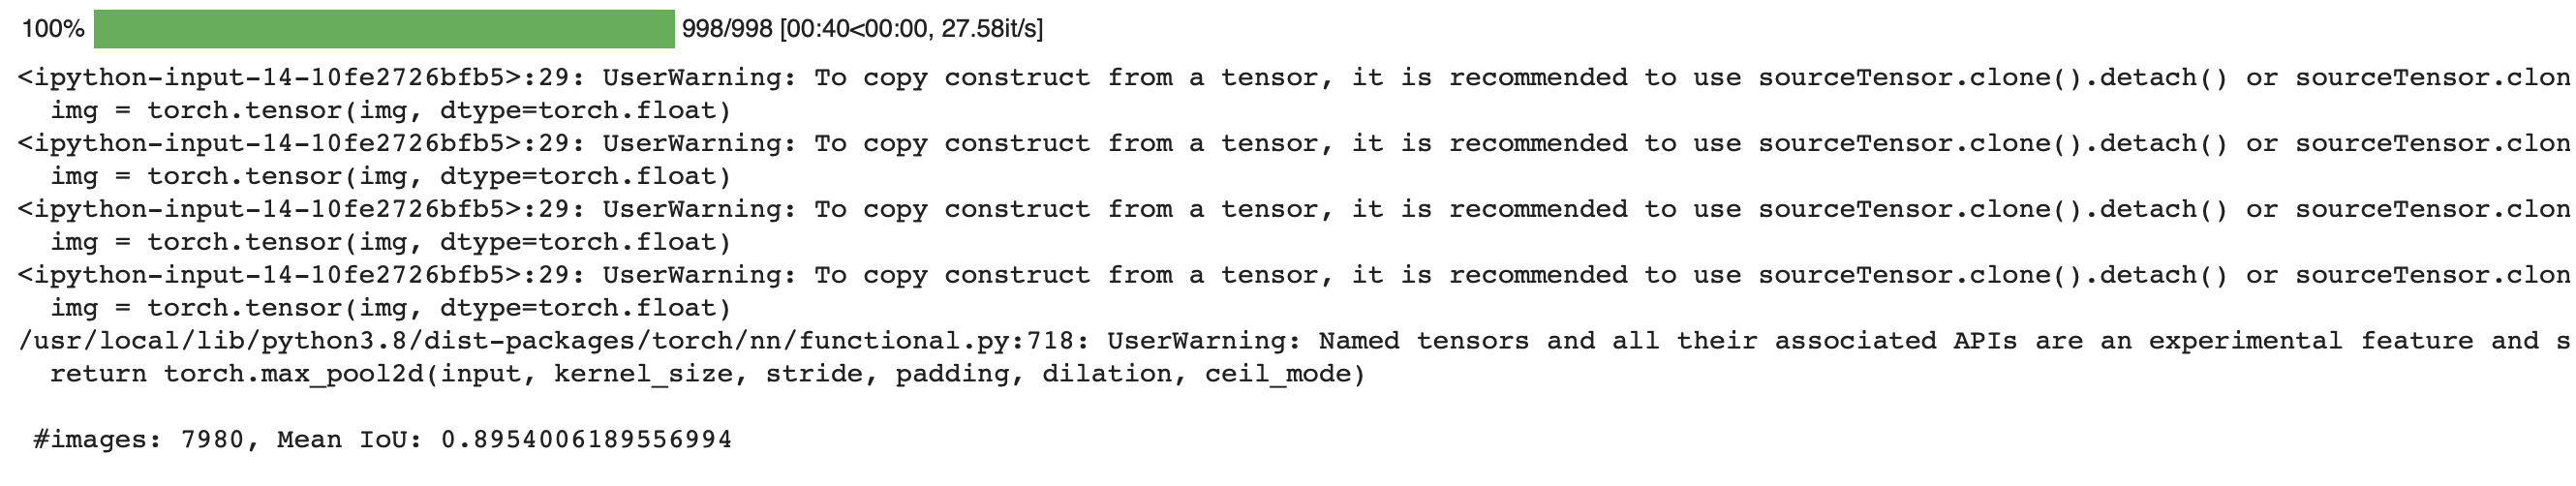 100% 998/998 [00:40<00:00, 27.58it/s]
<ipython-input-14-10fe2726bfb5>:29: UserWarning: To copy construct from a tensor, it is recommended to use sourceTensor.clone().detach() or sourceTensor.clon
  img = torch.tensor(img, dtype=torch.float)
<ipython-input-14-10fe2726bfb5>:29: UserWarning: To copy construct from a tensor, it is recommended to use sourceTensor.clone().detach() or sourceTensor.clon
  img = torch.tensor(img, dtype=torch.float)
<ipython-input-14-10fe2726bfb5>:29: UserWarning: To copy construct from a tensor, it is recommended to use sourceTensor.clone().detach() or sourceTensor.clon
  img = torch.tensor(img, dtype=torch.float)
<ipython-input-14-10fe2726bfb5>:29: UserWarning: To copy construct from a tensor, it is recommended to use sourceTensor.clone().detach() or sourceTensor.clon
  img = torch.tensor(img, dtype=torch.float)
/usr/local/lib/python3.8/dist-packages/torch/nn/functional.py:718: UserWarning: Named tensors and all their associated APIs are an experimental feature and s
  return torch.max_pool2d(input, kernel_size, stride, padding, dilation, ceil_mode)
 #images: 7980, Mean IoU: 0.8954006189556994